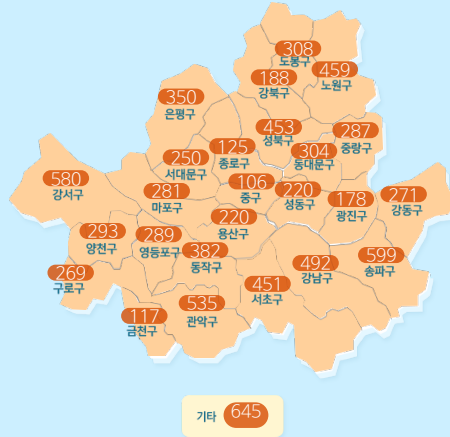 308
도봉구
459
노원구
188
강북구
350
은평구
453
성북구
287
중랑구
125
종로구
304
동대문구
250
서대문구
580
강서구
281
마포구
106
중구
220
성동구
178
광진구
271
강동구
220
용산구
293
양천구
289
영등포구
382
동작구
599
송파구
492
강남구
269
구로구
451
서초구
535
관악구
117
금천구
기타 645